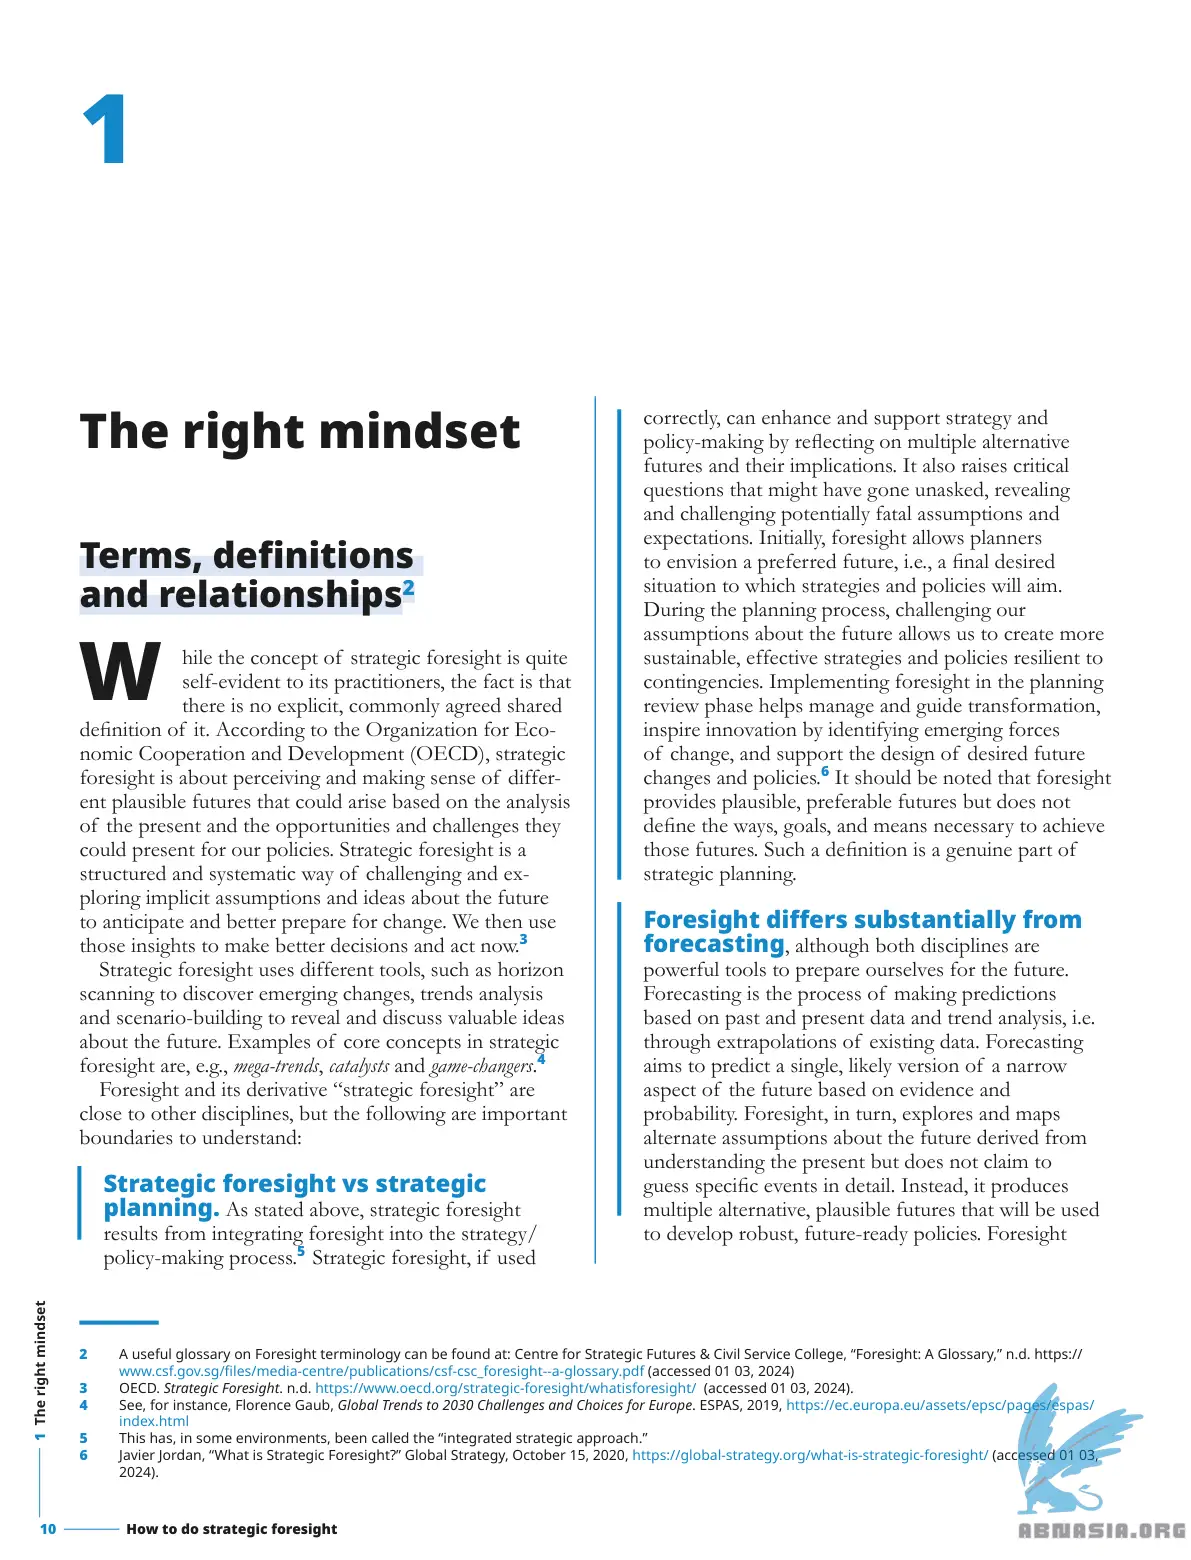 1
The right mindset
Terms, definitions
and relationships2
While the concept of strategic foresight is quite
self-evident to its practitioners, the fact is that
there is no explicit, commonly agreed shared
definition of it. According to the Organization for Eco-
nomic Cooperation and Development (OECD), strategic
foresight is about perceiving and making sense of differ-
ent plausible futures that could arise based on the analysis
of the present and the opportunities and challenges they
could present for our policies. Strategic foresight is a
structured and systematic way of challenging and ex-
ploring implicit assumptions and ideas about the future
to anticipate and better prepare for change. We then use
those insights to make better decisions and act now.3
Strategic foresight uses different tools, such as horizon
scanning to discover emerging changes, trends analysis
and scenario-building to reveal and discuss valuable ideas
about the future. Examples of core concepts in strategic
foresight are, e.g., mega-trends, catalysts and game-changers.4
Foresight and its derivative “strategic foresight” are
close to other disciplines, but the following are important
boundaries to understand:
Strategic foresight vs strategic
planning. As stated above, strategic foresight
results from integrating foresight into the strategy/
policy-making process.5 Strategic foresight, if used
correctly, can enhance and support strategy and
policy-making by reflecting on multiple alternative
futures and their implications. It also raises critical
questions that might have gone unasked, revealing
and challenging potentially fatal assumptions and
expectations. Initially, foresight allows planners
to envision a preferred future, i.e., a final desired
situation to which strategies and policies will aim.
During the planning process, challenging our
assumptions about the future allows us to create more
sustainable, effective strategies and policies resilient to
contingencies. Implementing foresight in the planning
review phase helps manage and guide transformation,
inspire innovation by identifying emerging forces
of change, and support the design of desired future
changes and policies.6 It should be noted that foresight
provides plausible, preferable futures but does not
define the ways, goals, and means necessary to achieve
those futures. Such a definition is a genuine part of
strategic planning.
Foresight differs substantially from
forecasting, although both disciplines are
powerful tools to prepare ourselves for the future.
Forecasting is the process of making predictions
based on past and present data and trend analysis, i.e.
through extrapolations of existing data. Forecasting
aims to predict a single, likely version of a narrow
aspect of the future based on evidence and
probability. Foresight, in turn, explores and maps
alternate assumptions about the future derived from
understanding the present but does not claim to
guess specific events in detail. Instead, it produces
multiple alternative, plausible futures that will be used
to develop robust, future-ready policies. Foresight
2 A useful glossary on Foresight terminology can be found at: Centre for Strategic Futures & Civil Service College, “Foresight: A Glossary,” n.d. https://
www.csf.gov.sg/files/media-centre/publications/csf-csc_foresight--a-glossary.pdf (accessed 01 03, 2024)
3 OECD. Strategic Foresight. n.d. https://www.oecd.org/strategic-foresight/whatisforesight/ (accessed 01 03, 2024).
4 See, for instance, Florence Gaub, Global Trends to 2030 Challenges and Choices for Europe. ESPAS, 2019, https://ec.europa.eu/assets/epsc/pages/espas/
index.html
5 This has, in some environments, been called the “integrated strategic approach.”
6 Javier Jordan, “What is Strategic Foresight?” Global Strategy, October 15, 2020, https://global-strategy.org/what-is-strategic-foresight/ (accessed 01 03,
2024).
1 The right mindset
10 How to do strategic foresight
ABNASIA.ORG